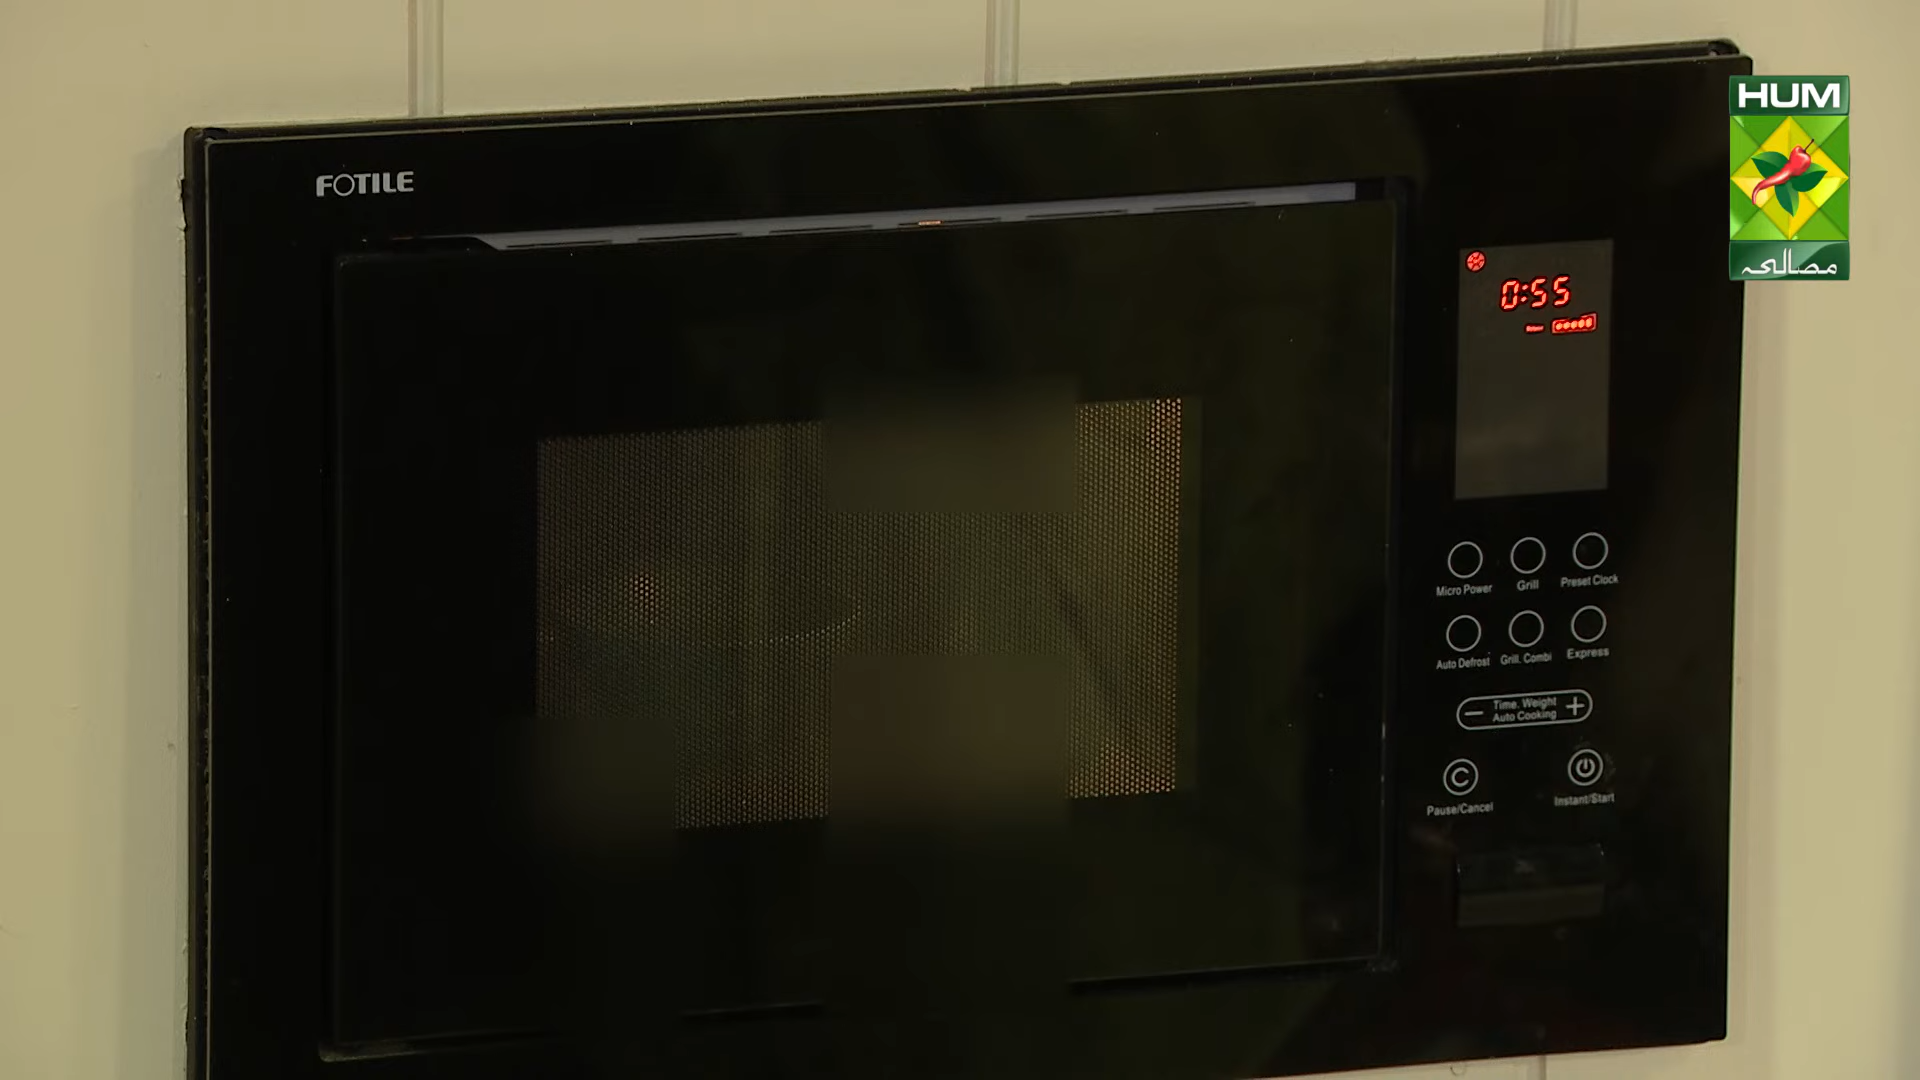 HUM
مصالحہ
FOTILE
0:55
Micro Power
Grill
Preset Clock
Auto Defrost
Grill. Combi
Express
Time. Weight
Auto Cooking
Pause/Cancel
Instant/Start